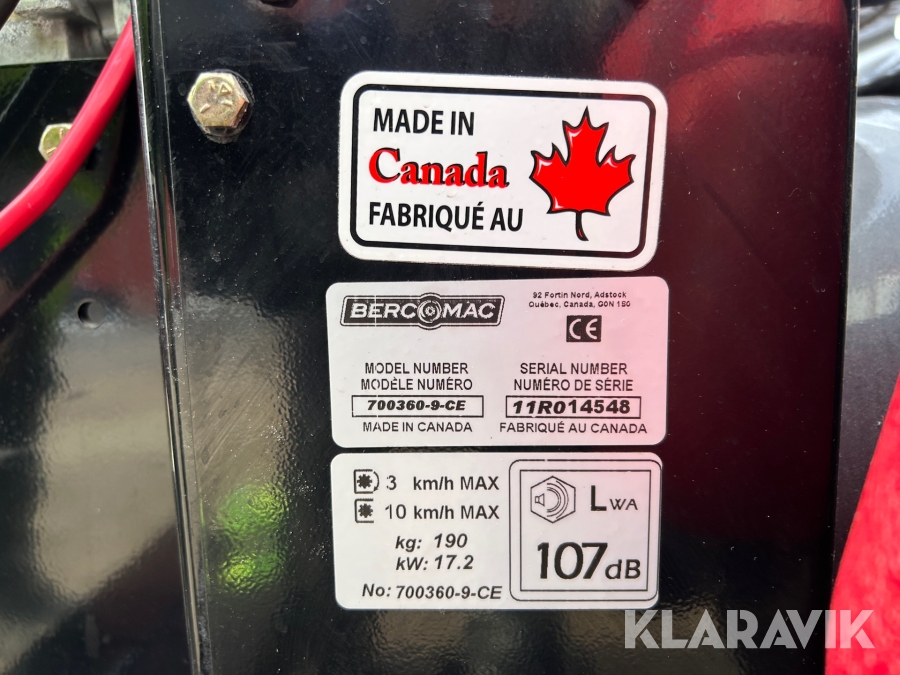 MADE IN
Canada
FABRIQUÉ AU
BERCOMAC
92 Fortin Nord, Adstock
Québec, Canada, G0N 1S0
CE
MODEL NUMBER
MODÈLE NUMÉRO
700360-9-CE
MADE IN CANADA
SERIAL NUMBER
NUMÉRO DE SÉRIE
11R014548
FABRIQUÉ AU CANADA
3 km/h MAX
10 km/h MAX
kg: 190
kW: 17.2
No: 700360-9-CE
LWA
107dB
KLARAVIK